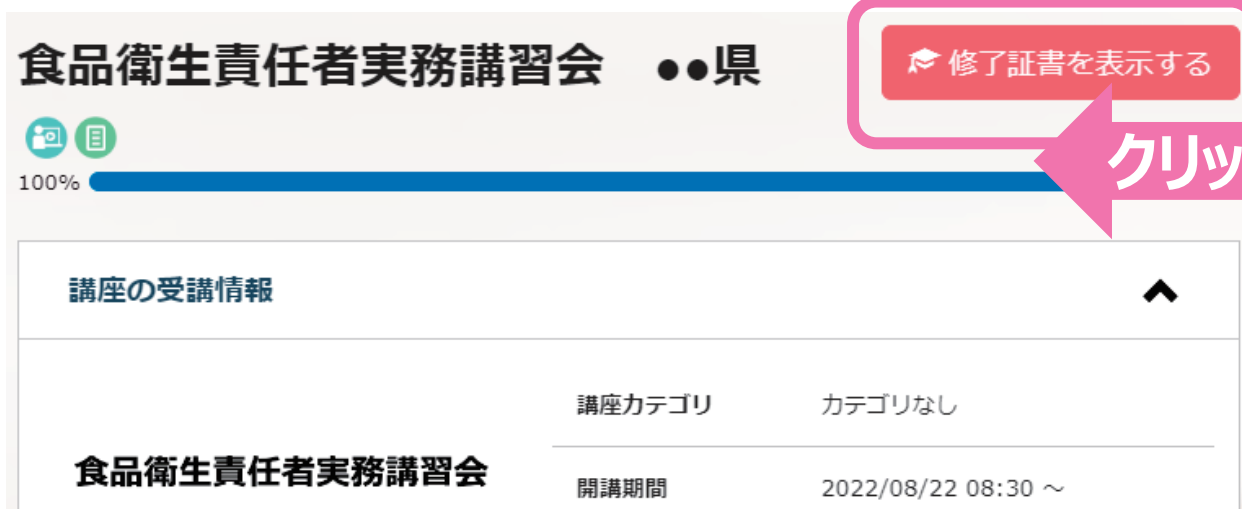 食品衛生責任者実務講習会　●●県
修了証書を表示する
クリッ
100%
講座の受講情報
講座カテゴリ　カテゴリなし
食品衛生責任者実務講習会
開講期間　2022/08/22 08:30 ～